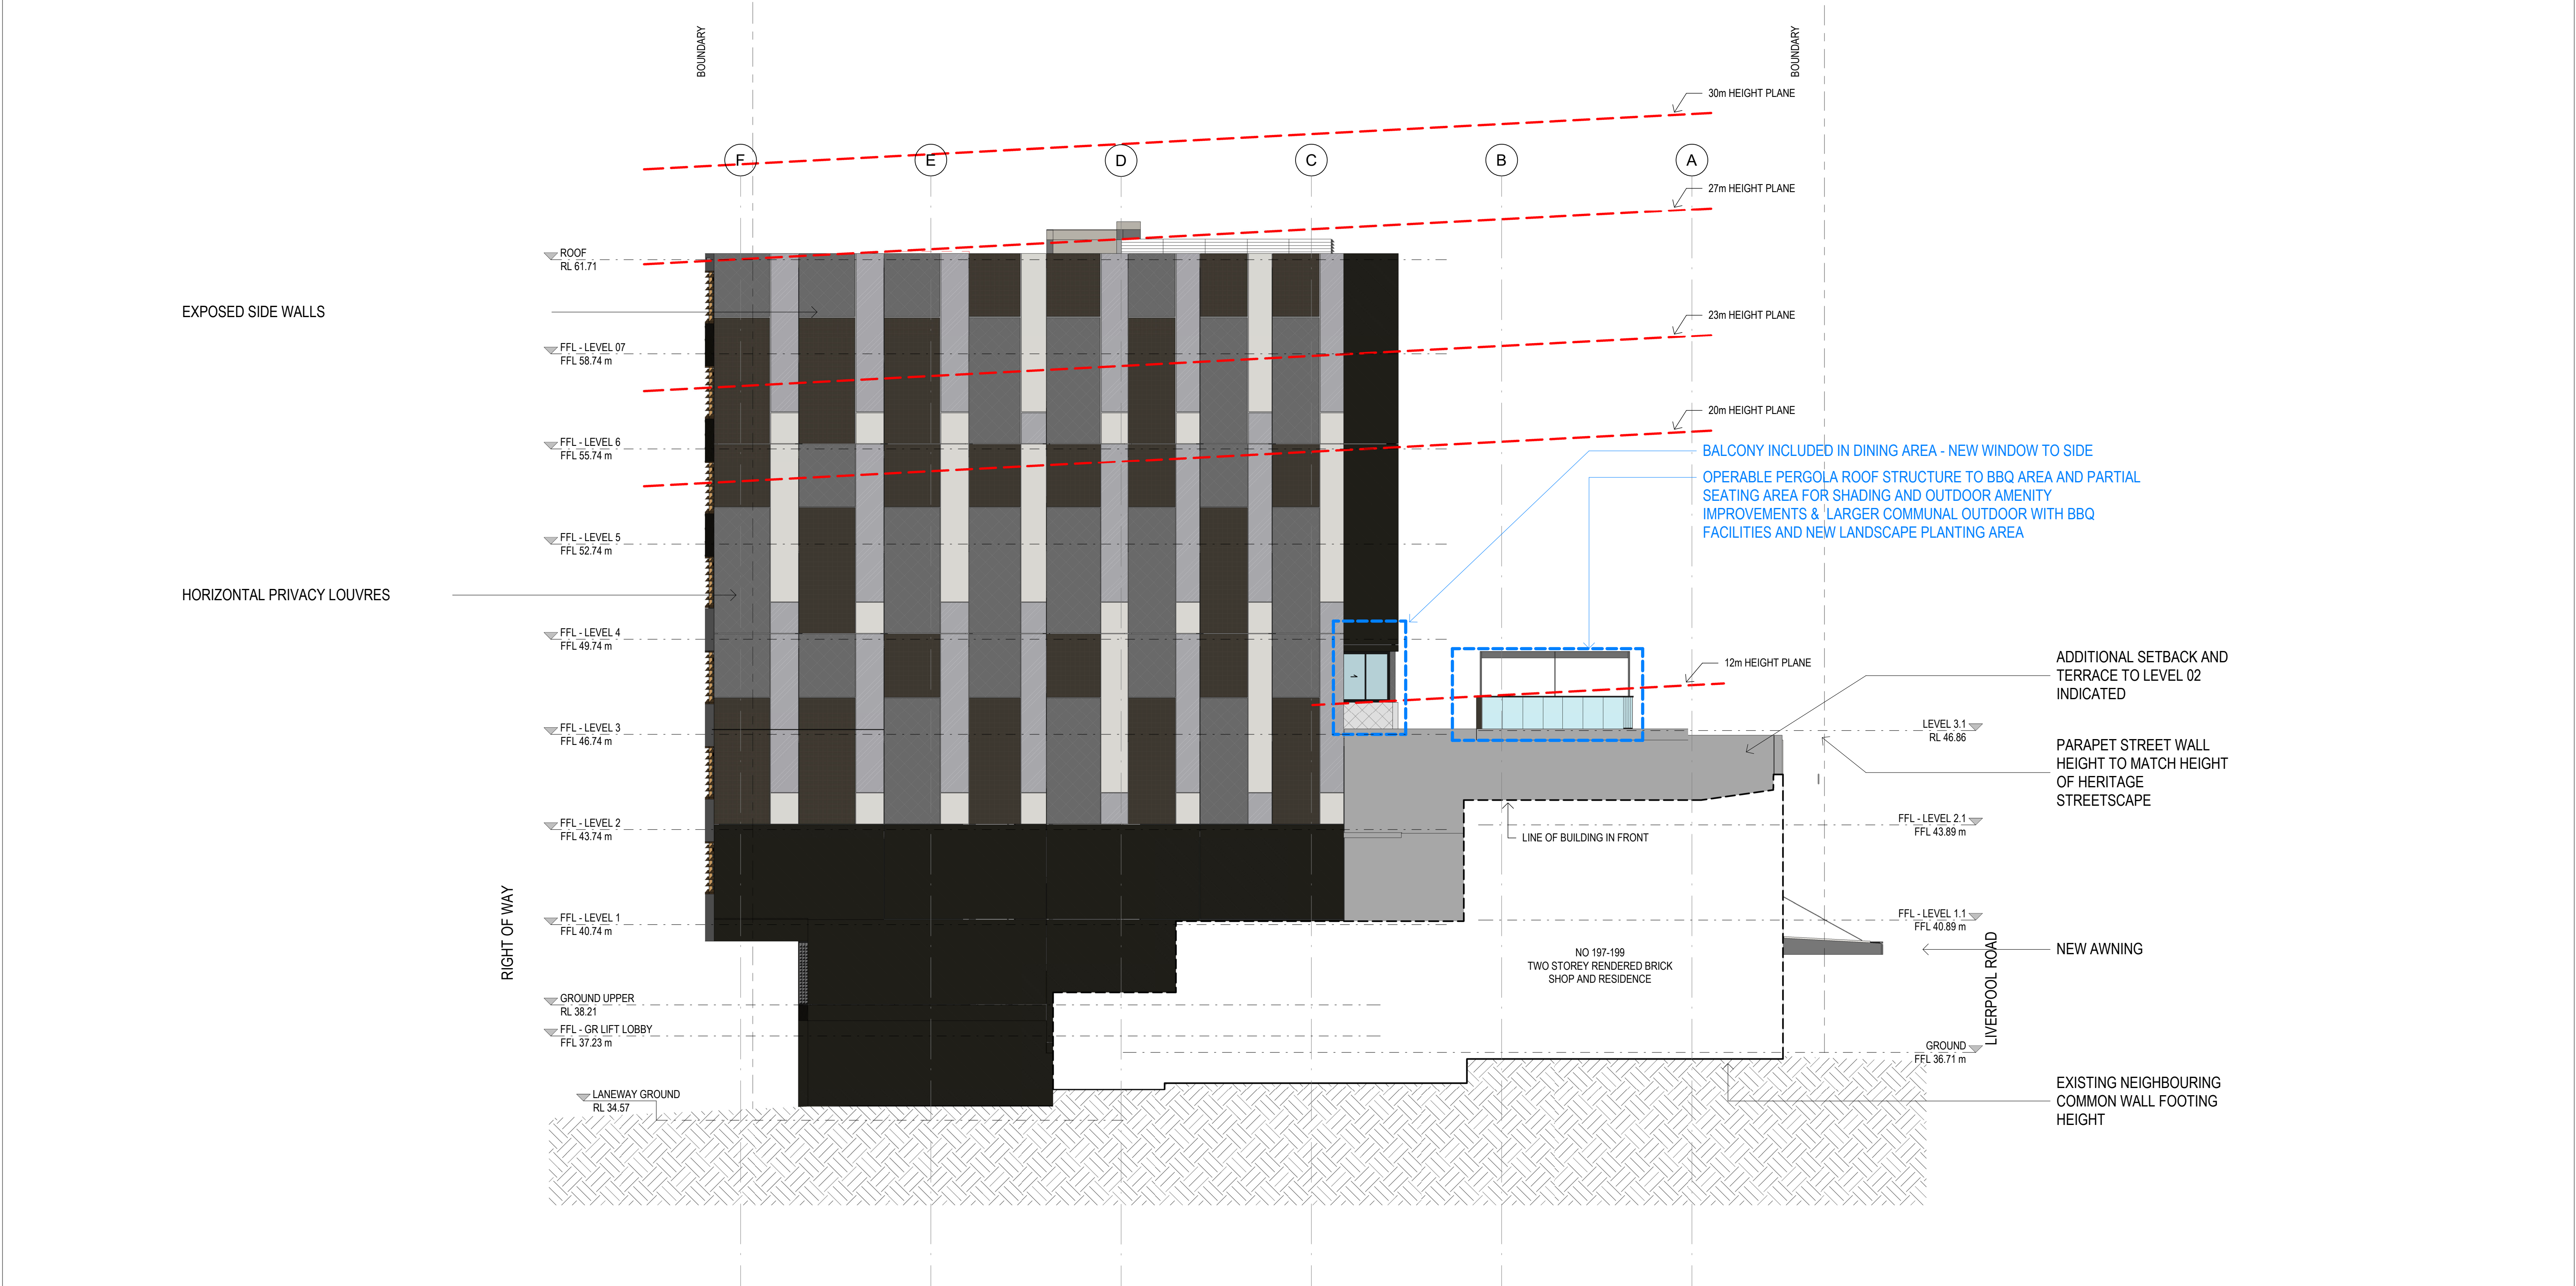 BOUNDARY
BOUNDARY
30m HEIGHT PLANE
F
E
D
C
B
A
27m HEIGHT PLANE
ROOF
RL 61.71
EXPOSED SIDE WALLS
23m HEIGHT PLANE
FFL - LEVEL 07
FFL 58.74 m
20m HEIGHT PLANE
FFL - LEVEL 6
FFL 55.74 m
BALCONY INCLUDED IN DINING AREA - NEW WINDOW TO SIDE
OPERABLE PERGOLA ROOF STRUCTURE TO BBQ AREA AND PARTIAL
SEATING AREA FOR SHADING AND OUTDOOR AMENITY
IMPROVEMENTS & LARGER COMMUNAL OUTDOOR WITH BBQ
FACILITIES AND NEW LANDSCAPE PLANTING AREA
FFL - LEVEL 5
FFL 52.74 m
HORIZONTAL PRIVACY LOUVRES
FFL - LEVEL 4
FFL 49.74 m
12m HEIGHT PLANE
ADDITIONAL SETBACK AND
TERRACE TO LEVEL 02
INDICATED
FFL - LEVEL 3
FFL 46.74 m
LEVEL 3.1
RL 46.86
PARAPET STREET WALL
HEIGHT TO MATCH HEIGHT
OF HERITAGE
STREETSCAPE
FFL - LEVEL 2
FFL 43.74 m
LINE OF BUILDING IN FRONT
FFL - LEVEL 2.1
FFL 43.89 m
RIGHT OF WAY
FFL - LEVEL 1
FFL 40.74 m
FFL - LEVEL 1.1
FFL 40.89 m
NO 197-199
TWO STOREY RENDERED BRICK
SHOP AND RESIDENCE
NEW AWNING
LIVERPOOL ROAD
GROUND UPPER
RL 38.21
FFL - GR LIFT LOBBY
FFL 37.23 m
GROUND
FFL 36.71 m
LANEWAY GROUND
RL 34.57
EXISTING NEIGHBOURING
COMMON WALL FOOTING
HEIGHT